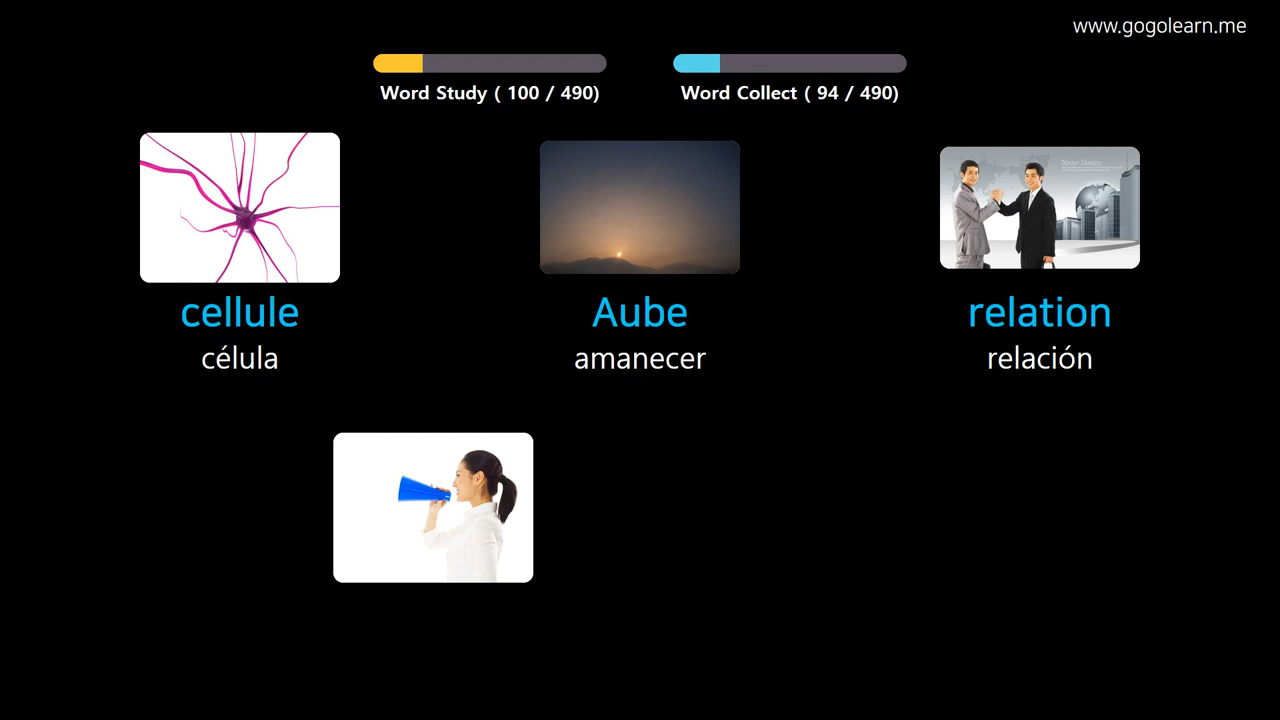 www.gogolearn.me
Word Study ( 100 / 490)
Word Collect ( 94 / 490)
cellule
célula
Aube
amanecer
relation
relación